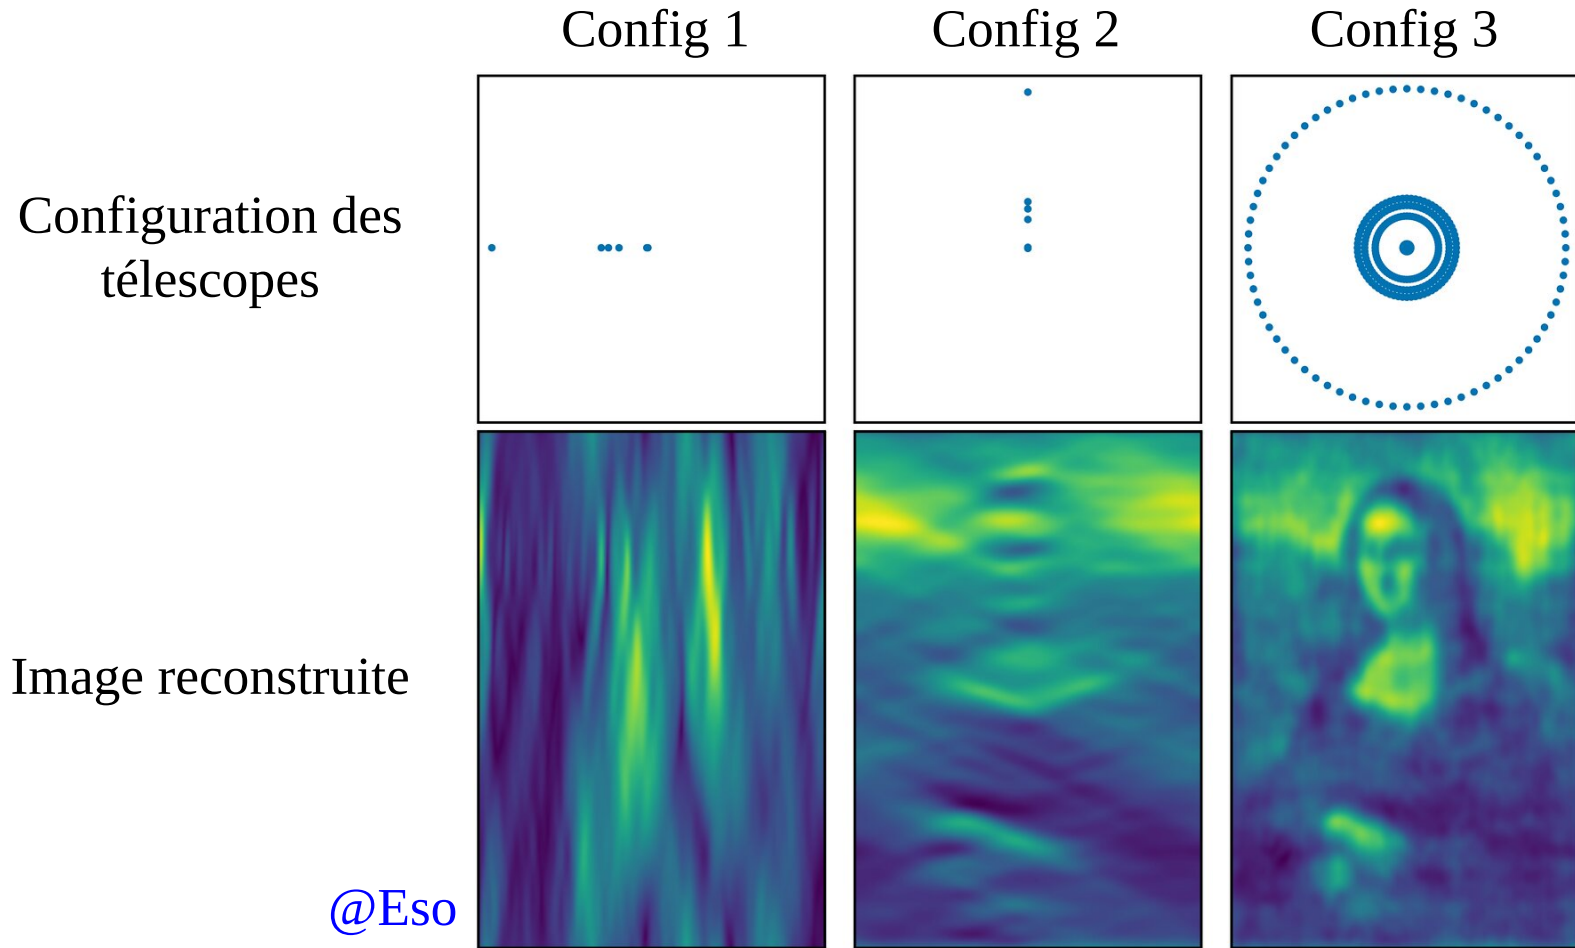 Config 1
Config 2
Config 3
Configuration des
télescopes
Image reconstruite
@Eso